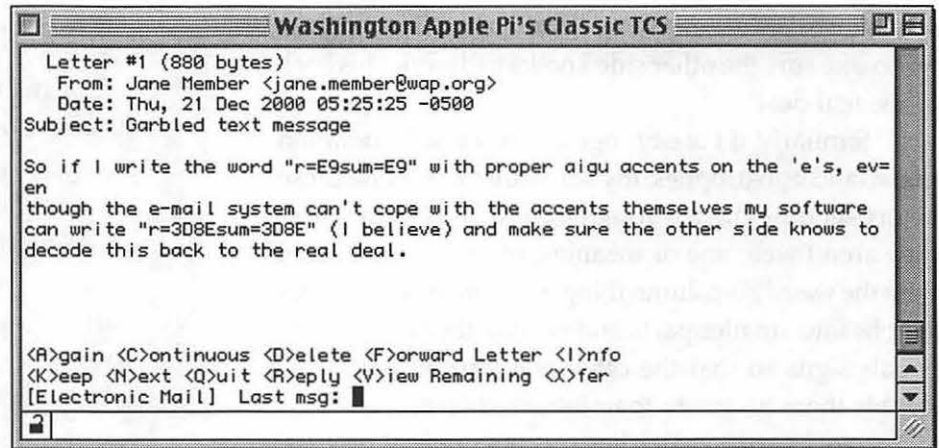 Washington Apple Pi's Classic TCS
Letter #1 (880 bytes)
From: Jane Member <jane.member@wap.org>
Date: Thu, 21 Dec 2000 05:25:25 -0500
Subject: Garbled text message
So if I write the word "r=E9sum=E9" with proper aigu accents on the 'e's, ev=
en
though the e-mail system can't cope with the accents themselves my software
can write "r=3D8Esum=3D8E" (I believe) and make sure the other side knows to
decode this back to the real deal.
<A>gain <C>ontinuous <D>elete <F>orward Letter <I>nfo
<K>eep <N>ext <Q>uit <R>eply <V>iew Remaining <X>fer
[Electronic Mail] Last msg: